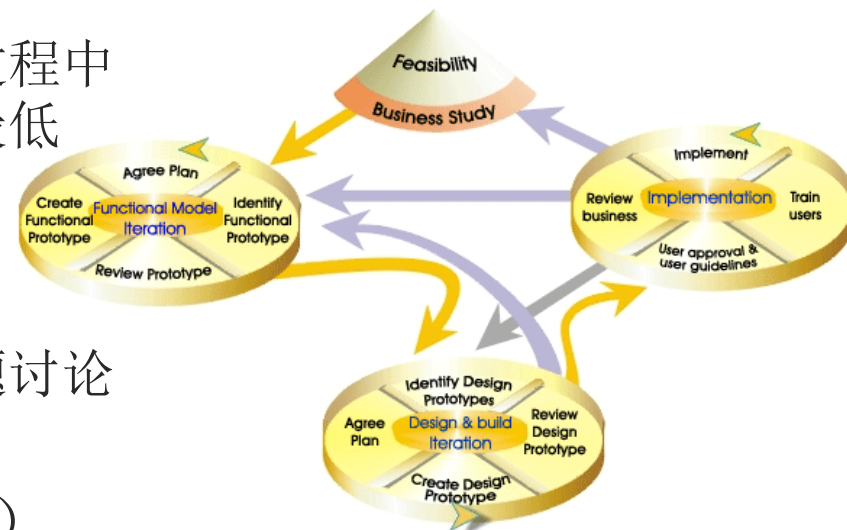 过程中
低
Feasibility
Business Study
Agree Plan
Create
Functional
Prototype
Functional Model
Iteration
Identify
Functional
Prototype
Review Prototype
Implement
Review
business
Implementation
Train
users
User approval &
user guidelines
题讨论
Identify Design
Prototypes
Agree
Plan
Design & build
Iteration
Review
Design
Prototype
Create Design
Prototype
)